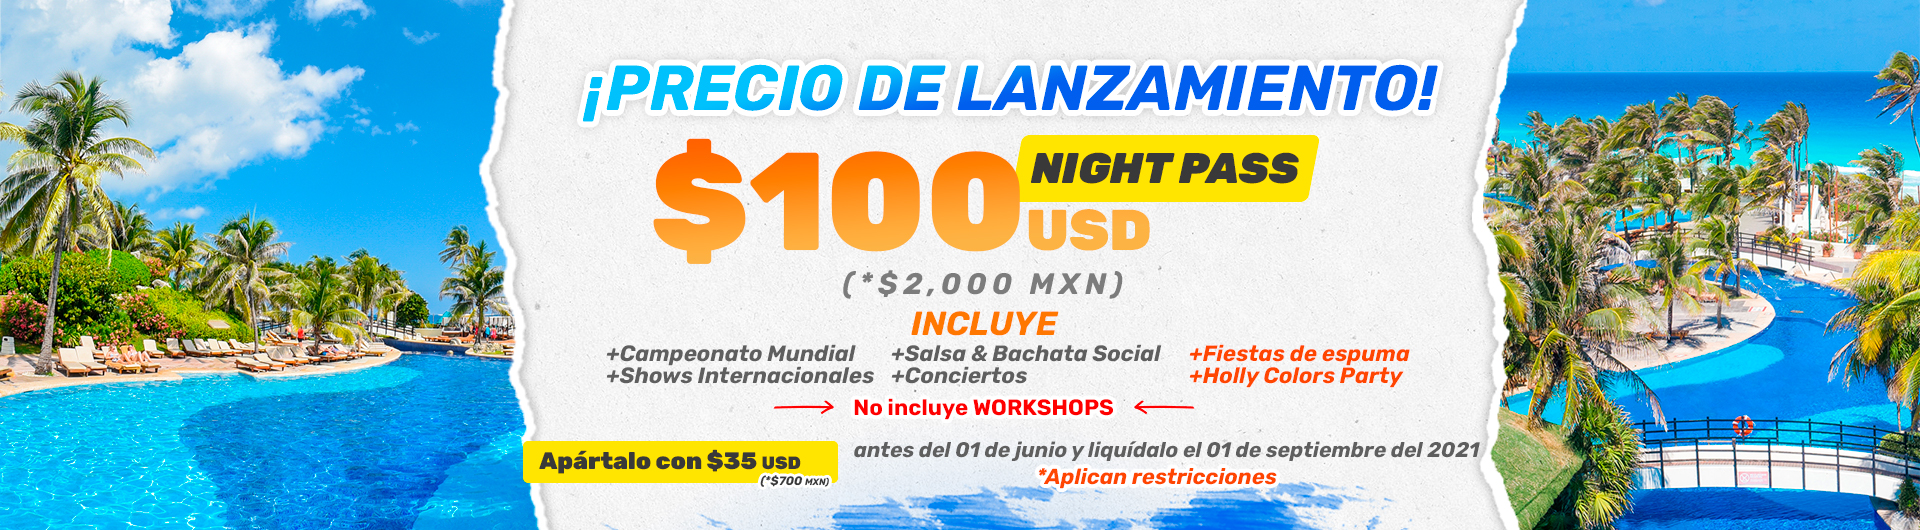 ¡PRECIO DE LANZAMIENTO!
$100 USD NIGHT PASS
(*$2,000 MXN)
INCLUYE
+Campeonato Mundial +Salsa & Bachata Social +Fiestas de espuma
+Shows Internacionales +Conciertos +Holly Colors Party
No incluye WORKSHOPS
Apártalo con $35 USD antes del 01 de junio y liquídalo el 01 de septiembre del 2021
(*$700 MXN) *Aplican restricciones